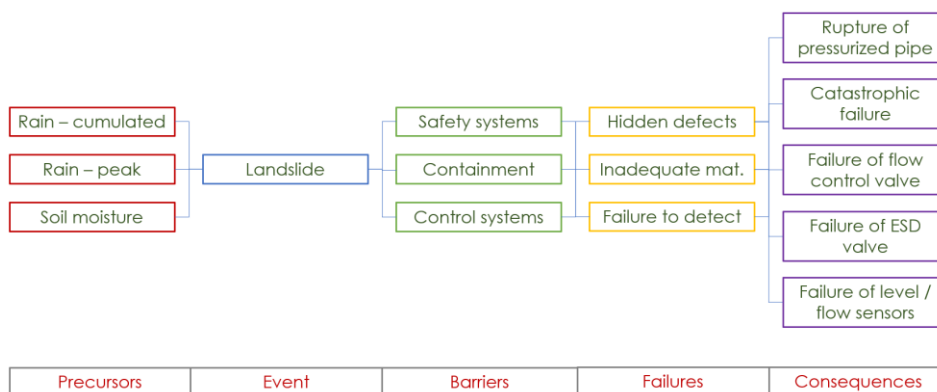 Rain – cumulated
Rain – peak
Soil moisture
Landslide
Safety systems
Containment
Control systems
Hidden defects
Inadequate mat.
Failure to detect
Rupture of
pressurized pipe
Catastrophic
failure
Failure of flow
control valve
Failure of ESD
valve
Failure of level /
flow sensors
Precursors
Event
Barriers
Failures
Consequences